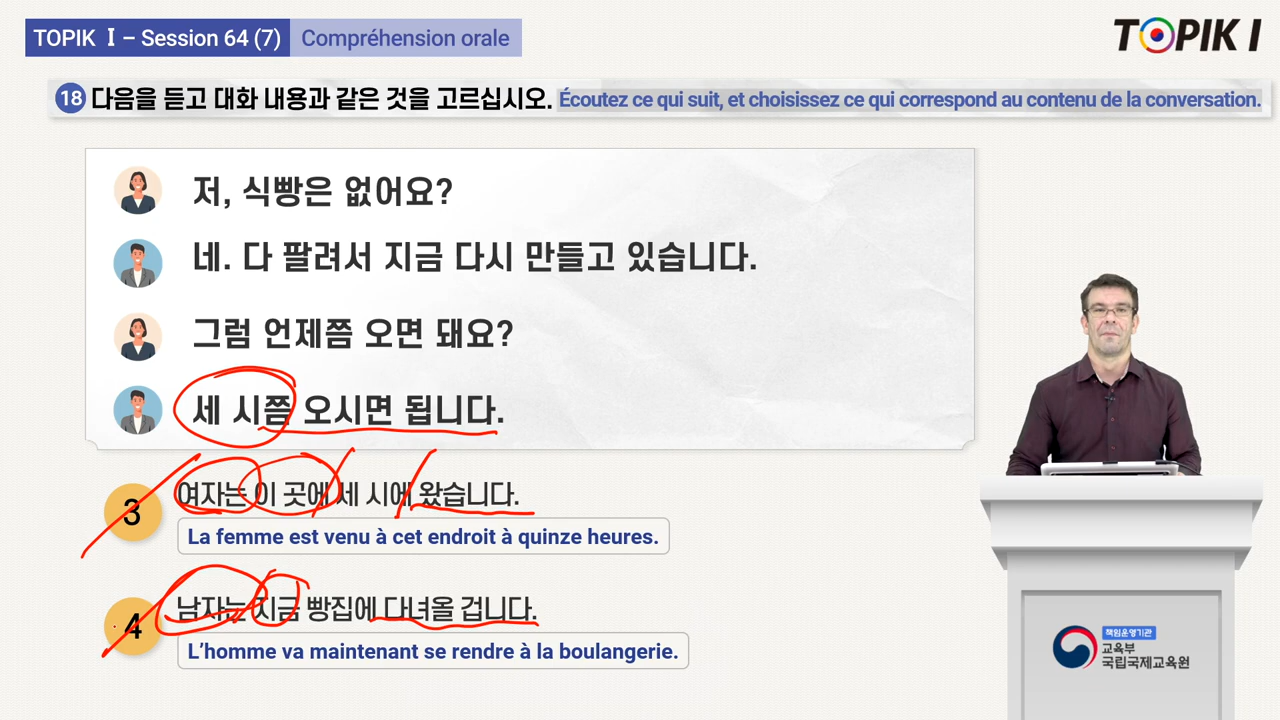 TOPIK Ⅰ – Session 64 (7) Compréhension orale
TOPIK I
18 다음을 듣고 대화 내용과 같은 것을 고르십시오. Écoutez ce qui suit, et choisissez ce qui correspond au contenu de la conversation.
저, 식빵은 없어요?
네. 다 팔려서 지금 다시 만들고 있습니다.
그럼 언제쯤 오면 돼요?
세 시쯤 오시면 됩니다.
3 여자는 이 곳에 세 시에 왔습니다.
La femme est venu à cet endroit à quinze heures.
4 남자는 지금 빵집에 다녀올 겁니다.
L’homme va maintenant se rendre à la boulangerie.
책임운영기관
교육부
국립국제교육원